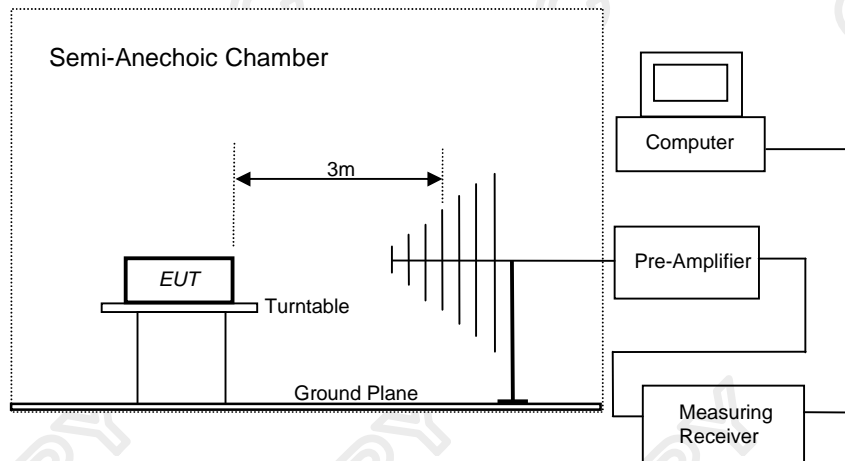 Semi-Anechoic Chamber
Computer
3m
Pre-Amplifier
EUT
Turntable
Ground Plane
Measuring
Receiver